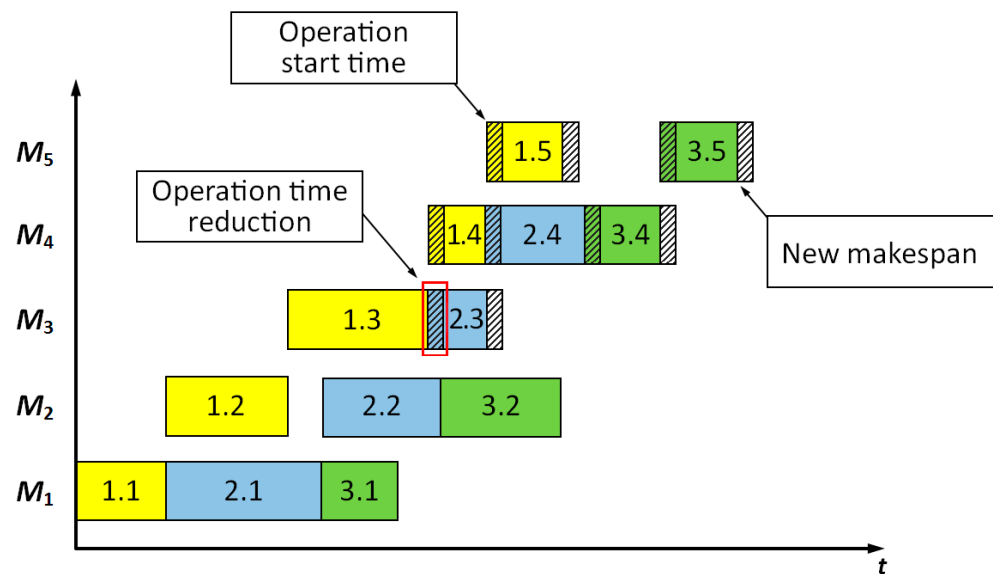 Operation
start time
M5
1.5
3.5
Operation time
reduction
M4
1.4
2.4
3.4
New makespan
M3
1.3
2.3
M2
1.2
2.2
3.2
M1
1.1
2.1
3.1
t